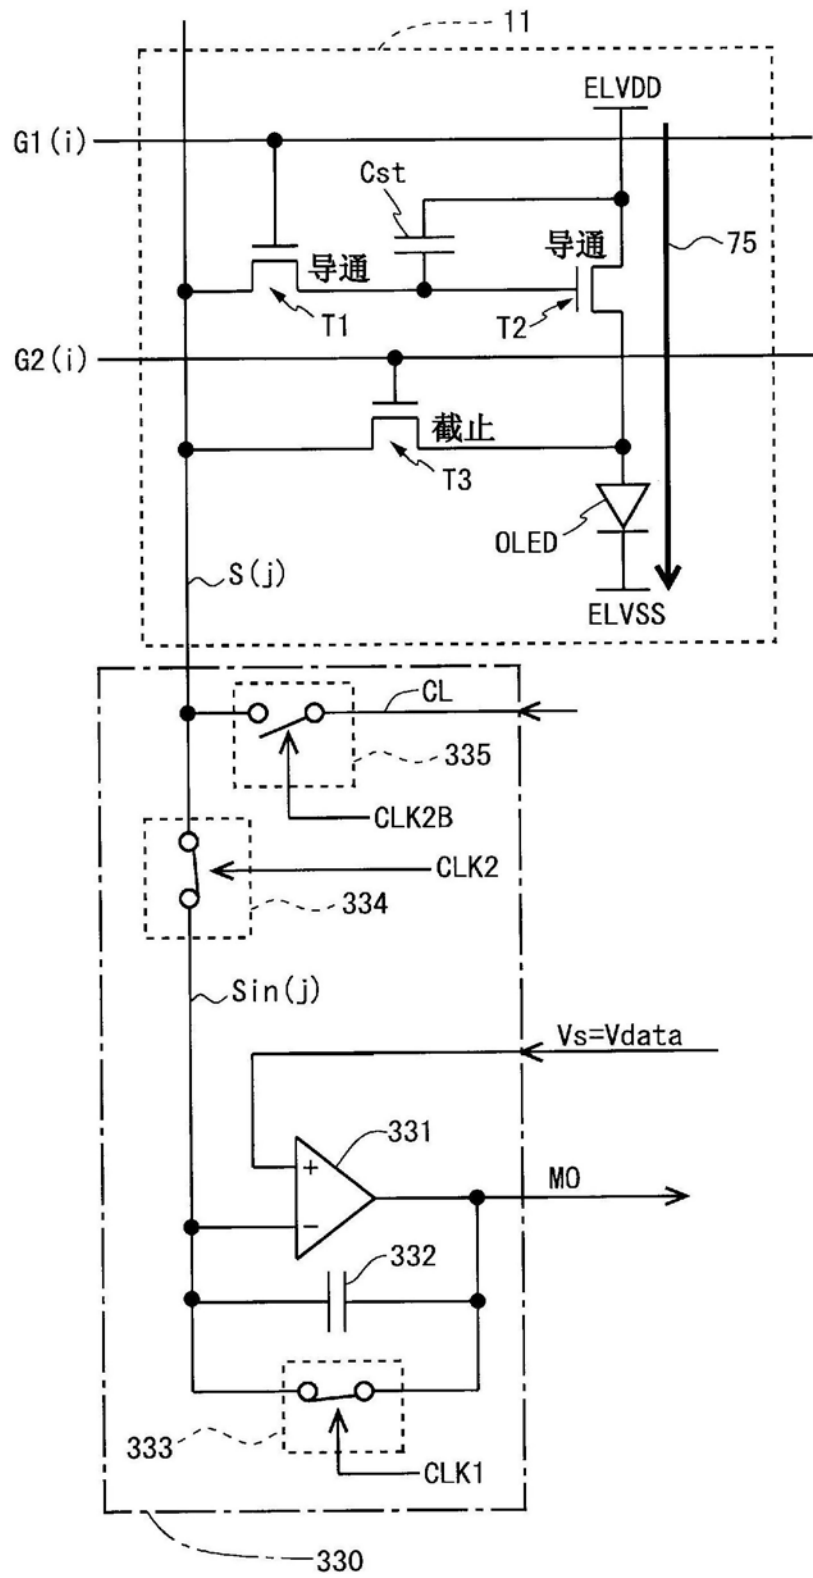 11
ELVDD
G1(i)
Cst
导通
导通
75
T1
T2
G2(i)
截止
T3
OLED
S(j)
ELVSS
CL
335
CLK2B
CLK2
334
Sin(j)
Vs=Vdata
331
+
MO
−
332
333
CLK1
330